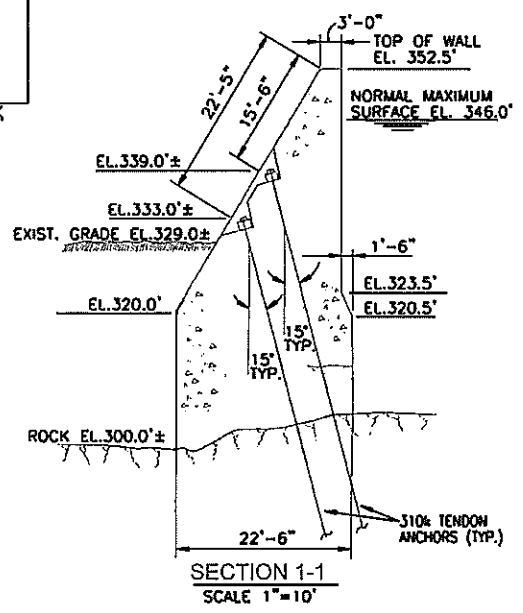 3'-0"
TOP OF WALL
EL. 352.5'
22'-5"
15'-6"
NORMAL MAXIMUM
SURFACE EL. 346.0'
EL.339.0'±
EL.333.0'±
EXIST. GRADE EL.329.0±
1'-6"
EL.323.5'
EL.320.0'
EL.320.5'
15°
TYP.
15°
TYP.
ROCK EL.300.0'±
310k TENDON
ANCHORS (TYP.)
22'-6"
SECTION 1-1
SCALE 1"=10'